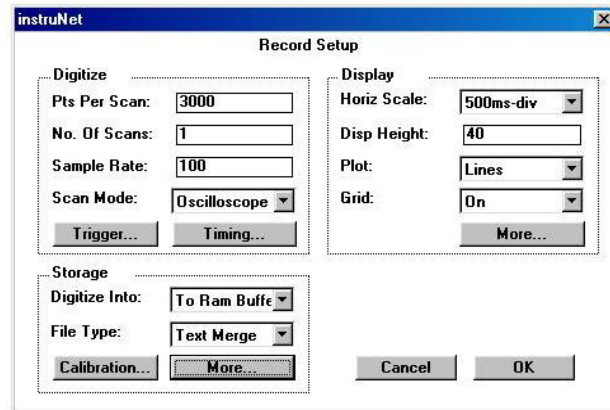 instruNet
Record Setup
Digitize
Pts Per Scan: 3000
No. Of Scans: 1
Sample Rate: 100
Scan Mode: Oscilloscope
Trigger... Timing...
Display
Horiz Scale: 500ms-div
Disp Height: 40
Plot: Lines
Grid: On
More...
Storage
Digitize Into: To Ram Buffe
File Type: Text Merge
Calibration... More...
Cancel OK